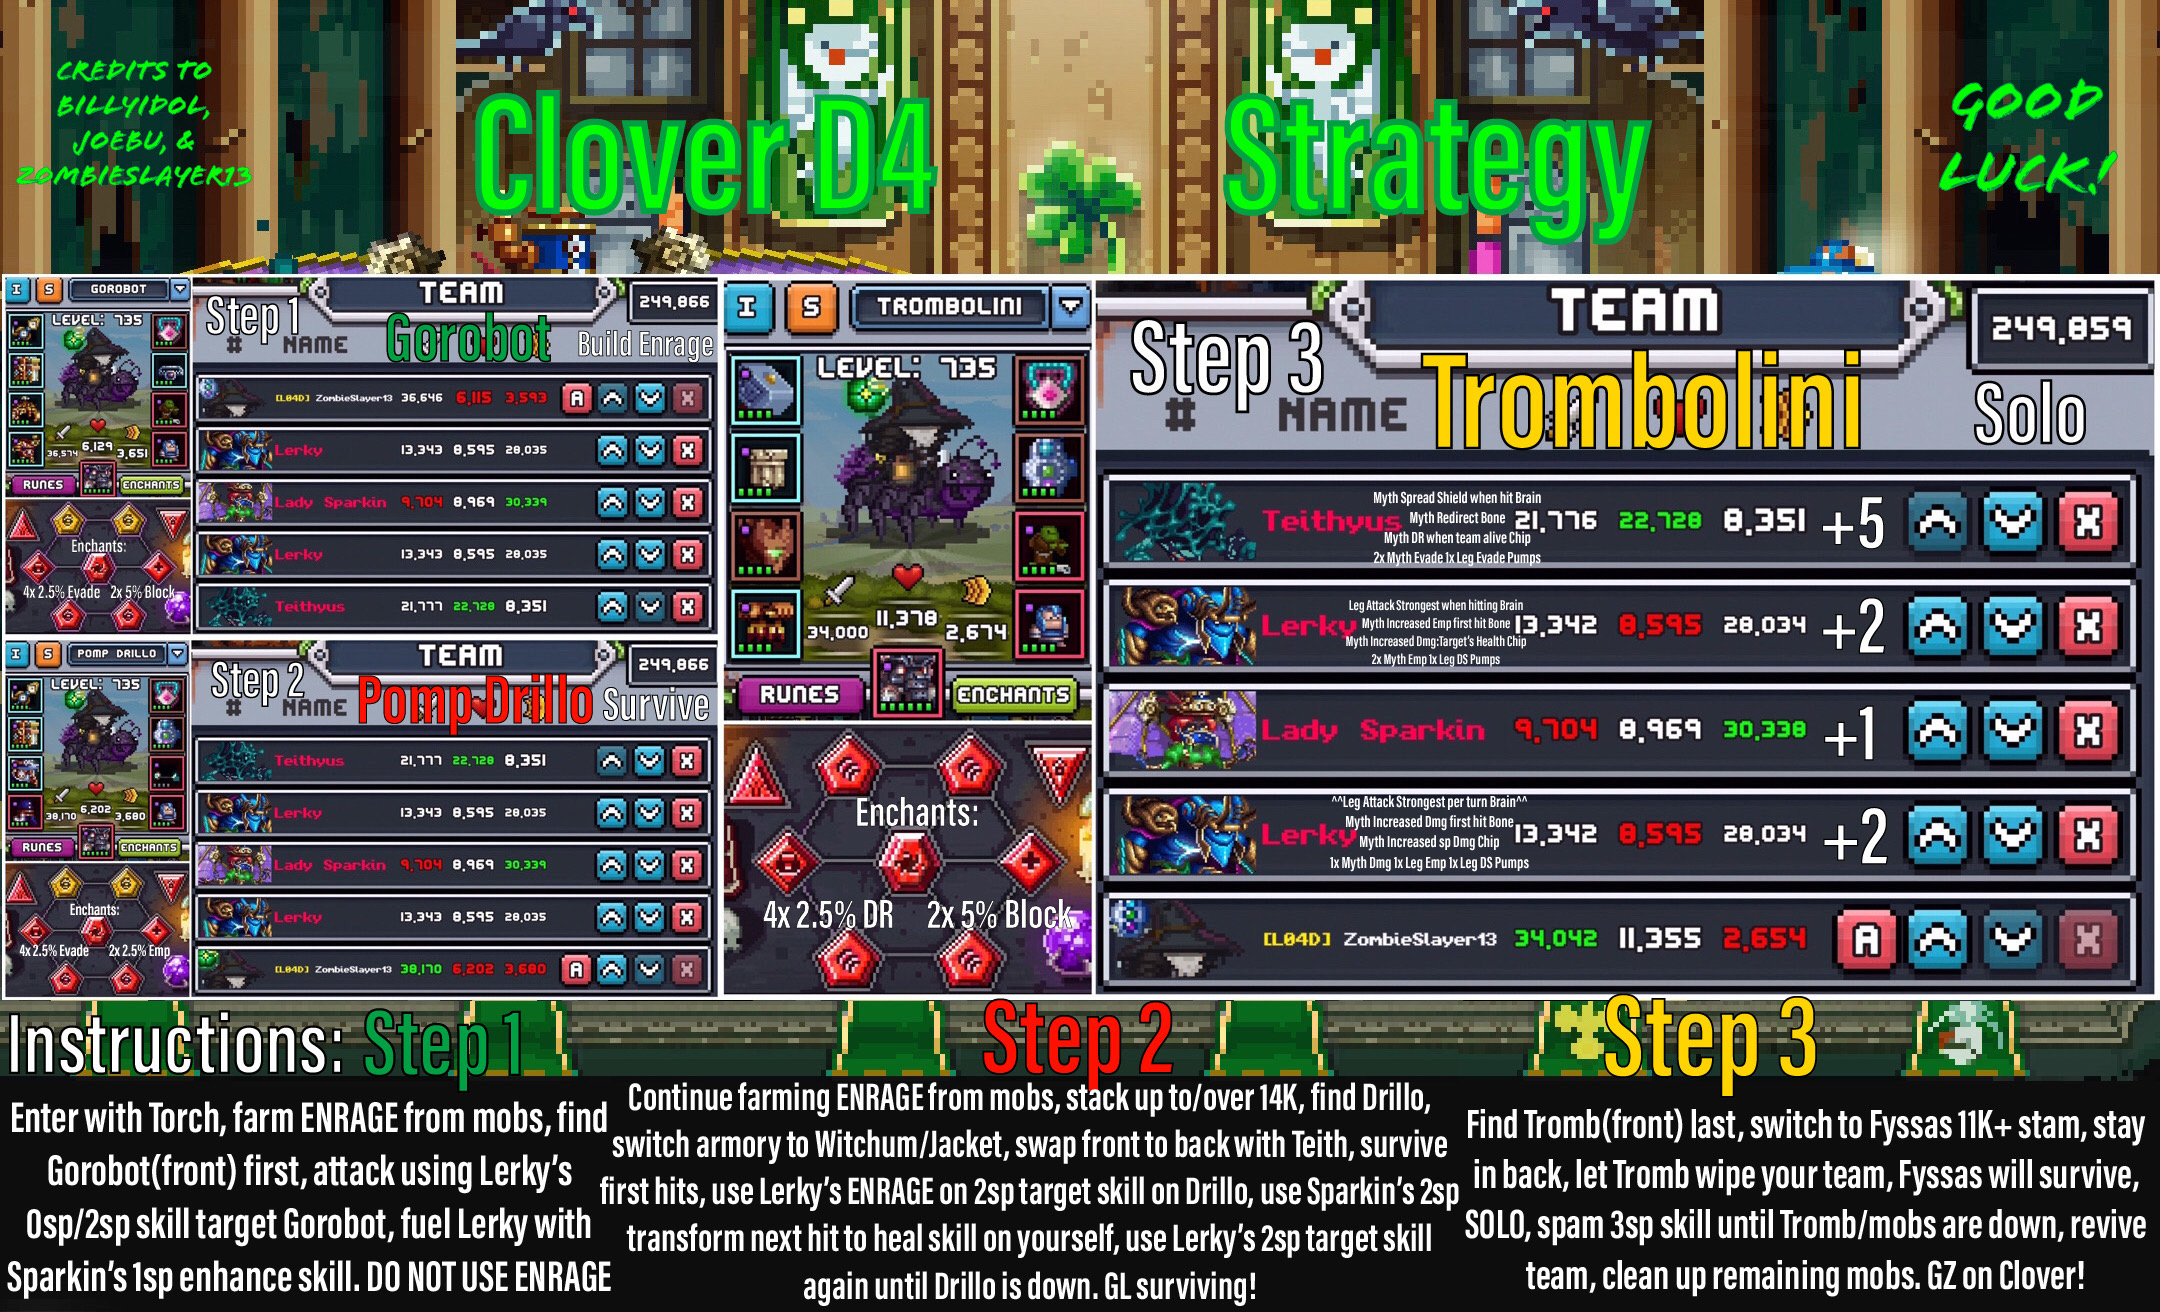 CREDITS TO
BILLYIDOL,
JOEBU, &
ZOMBIESLAYER13
Clover D4 Strategy
GOOD
LUCK!
I S GOROBOT
LEVEL: 735
6,129
36,574 3,651
RUNES ENCHANTS
Enchants:
4x 2.5% Evade 2x 5% Block
TEAM
249,866
Step 1
Gorobot
Build Enrage
# NAME
[L04D] ZombieSlayer13 36,646 6,115 3,593 A
Lerky 13,343 8,595 28,035
Lady Sparkin 9,704 8,969 30,339
Lerky 13,343 8,595 28,035
Teithyus 21,777 22,728 8,351
I S POMP DRILLO
LEVEL: 735
6,202
38,170 3,680
RUNES ENCHANTS
Enchants:
4x 2.5% Evade 2x 2.5% Emp
TEAM
249,866
Step 2
Pomp Drillo
Survive
# NAME
Teithyus 21,777 22,728 8,351
Lerky 13,343 8,595 28,035
Lady Sparkin 9,704 8,969 30,339
Lerky 13,343 8,595 28,035
[L04D] ZombieSlayer13 38,170 6,202 3,680 A
I S TROMBOLINI
LEVEL: 735
11,378
34,000 2,674
RUNES ENCHANTS
Enchants:
4x 2.5% DR 2x 5% Block
TEAM
249,859
Step 3
Trombolini
Solo
# NAME
Myth Spread Shield when hit Brain
Teithyus Myth Redirect Bone 21,776 22,728 8,351 +5
Myth DR when team alive Chip
2x Myth Evade 1x Leg Evade Pumps
Leg Attack Strongest when hitting Brain
Lerky Myth Increased Emp first hit Bone 13,342 8,595 28,034 +2
Myth Increased Dmg:Target's Health Chip
2x Myth Emp 1x Leg DS Pumps
Lady Sparkin 9,704 8,969 30,338 +1
^^Leg Attack Strongest per turn Brain^^
Myth Increased Dmg first hit Bone
Lerky Myth Increased sp Dmg Chip 13,342 8,595 28,034 +2
1x Myth Dmg 1x Leg Emp 1x Leg DS Pumps
[L04D] ZombieSlayer13 34,042 11,355 2,654 A
Instructions: Step 1
Enter with Torch, farm ENRAGE from mobs, find
Gorobot(front) first, attack using Lerky's
0sp/2sp skill target Gorobot, fuel Lerky with
Sparkin's 1sp enhance skill. DO NOT USE ENRAGE
Step 2
Continue farming ENRAGE from mobs, stack up to/over 14K, find Drillo,
switch armory to Witchum/Jacket, swap front to back with Teith, survive
first hits, use Lerky's ENRAGE on 2sp target skill on Drillo, use Sparkin's 2sp
transform next hit to heal skill on yourself, use Lerky's 2sp target skill
again until Drillo is down. GL surviving!
Step 3
Find Tromb(front) last, switch to Fyssas 11K+ stam, stay
in back, let Tromb wipe your team, Fyssas will survive,
SOLO, spam 3sp skill until Tromb/mobs are down, revive
team, clean up remaining mobs. GZ on Clover!